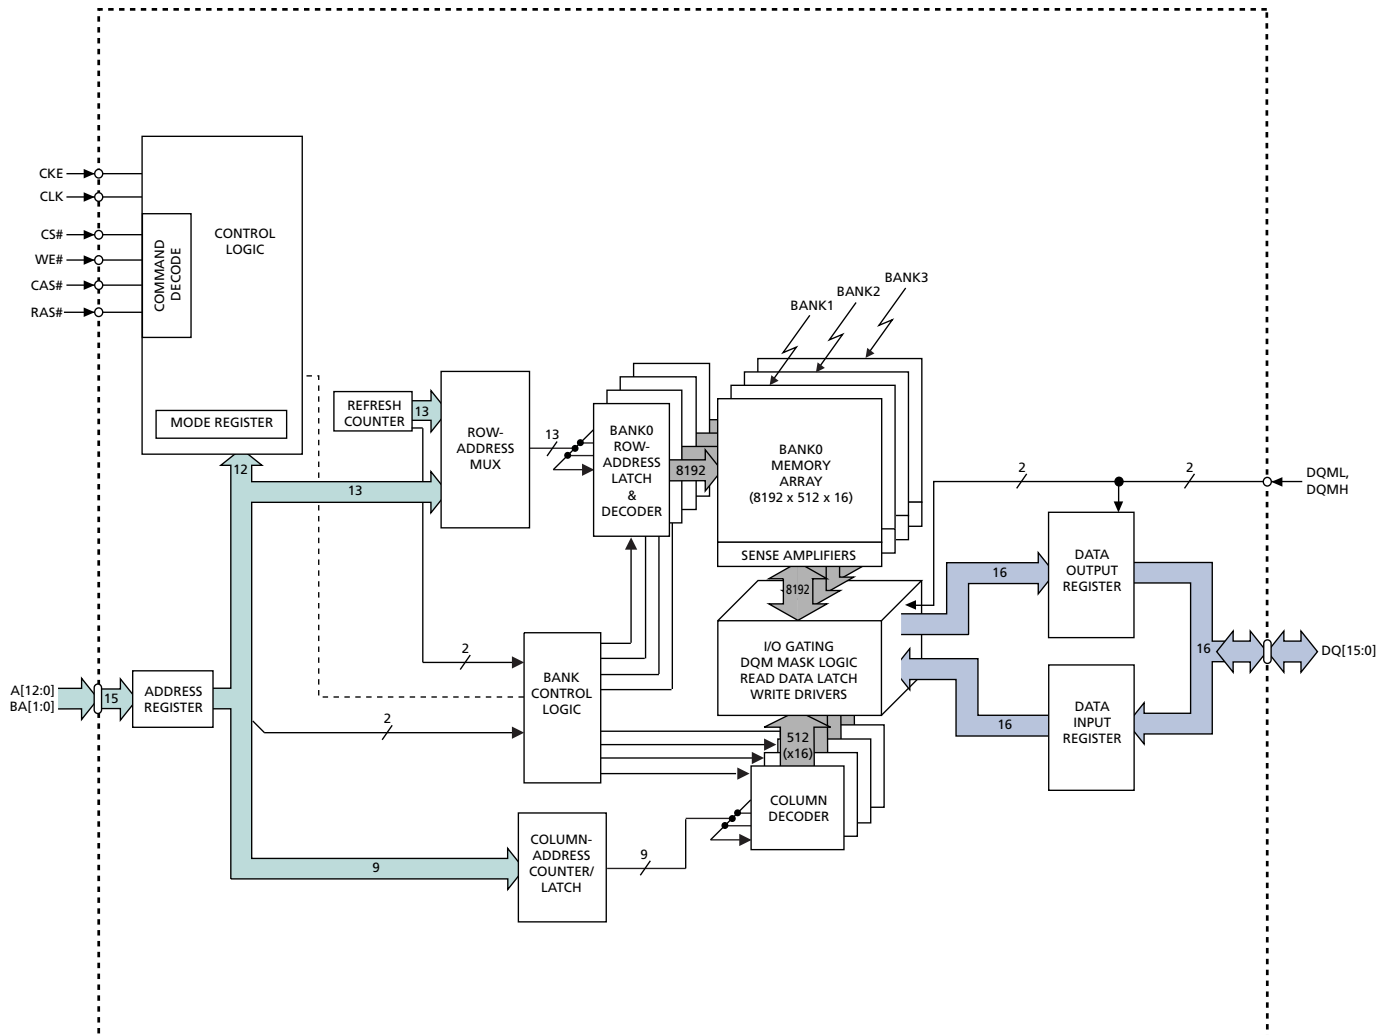 CKE
CLK
CS#
WE#
CAS#
RAS#
COMMAND
DECODE
CONTROL
LOGIC
MODE REGISTER
12
REFRESH
COUNTER
13
ROW-
ADDRESS
MUX
13
13
BANK0
ROW-
ADDRESS
LATCH
&
DECODER
8192
BANK1
BANK2
BANK3
BANK0
MEMORY
ARRAY
(8192 x 512 x 16)
SENSE AMPLIFIERS
8192
I/O GATING
DQM MASK LOGIC
READ DATA LATCH
WRITE DRIVERS
2
2
DQML,
DQMH
16
DATA
OUTPUT
REGISTER
16
DQ[15:0]
16
DATA
INPUT
REGISTER
A[12:0]
BA[1:0]
15
ADDRESS
REGISTER
2
2
BANK
CONTROL
LOGIC
512
(x16)
COLUMN
DECODER
9
COLUMN-
ADDRESS
COUNTER/
LATCH
9